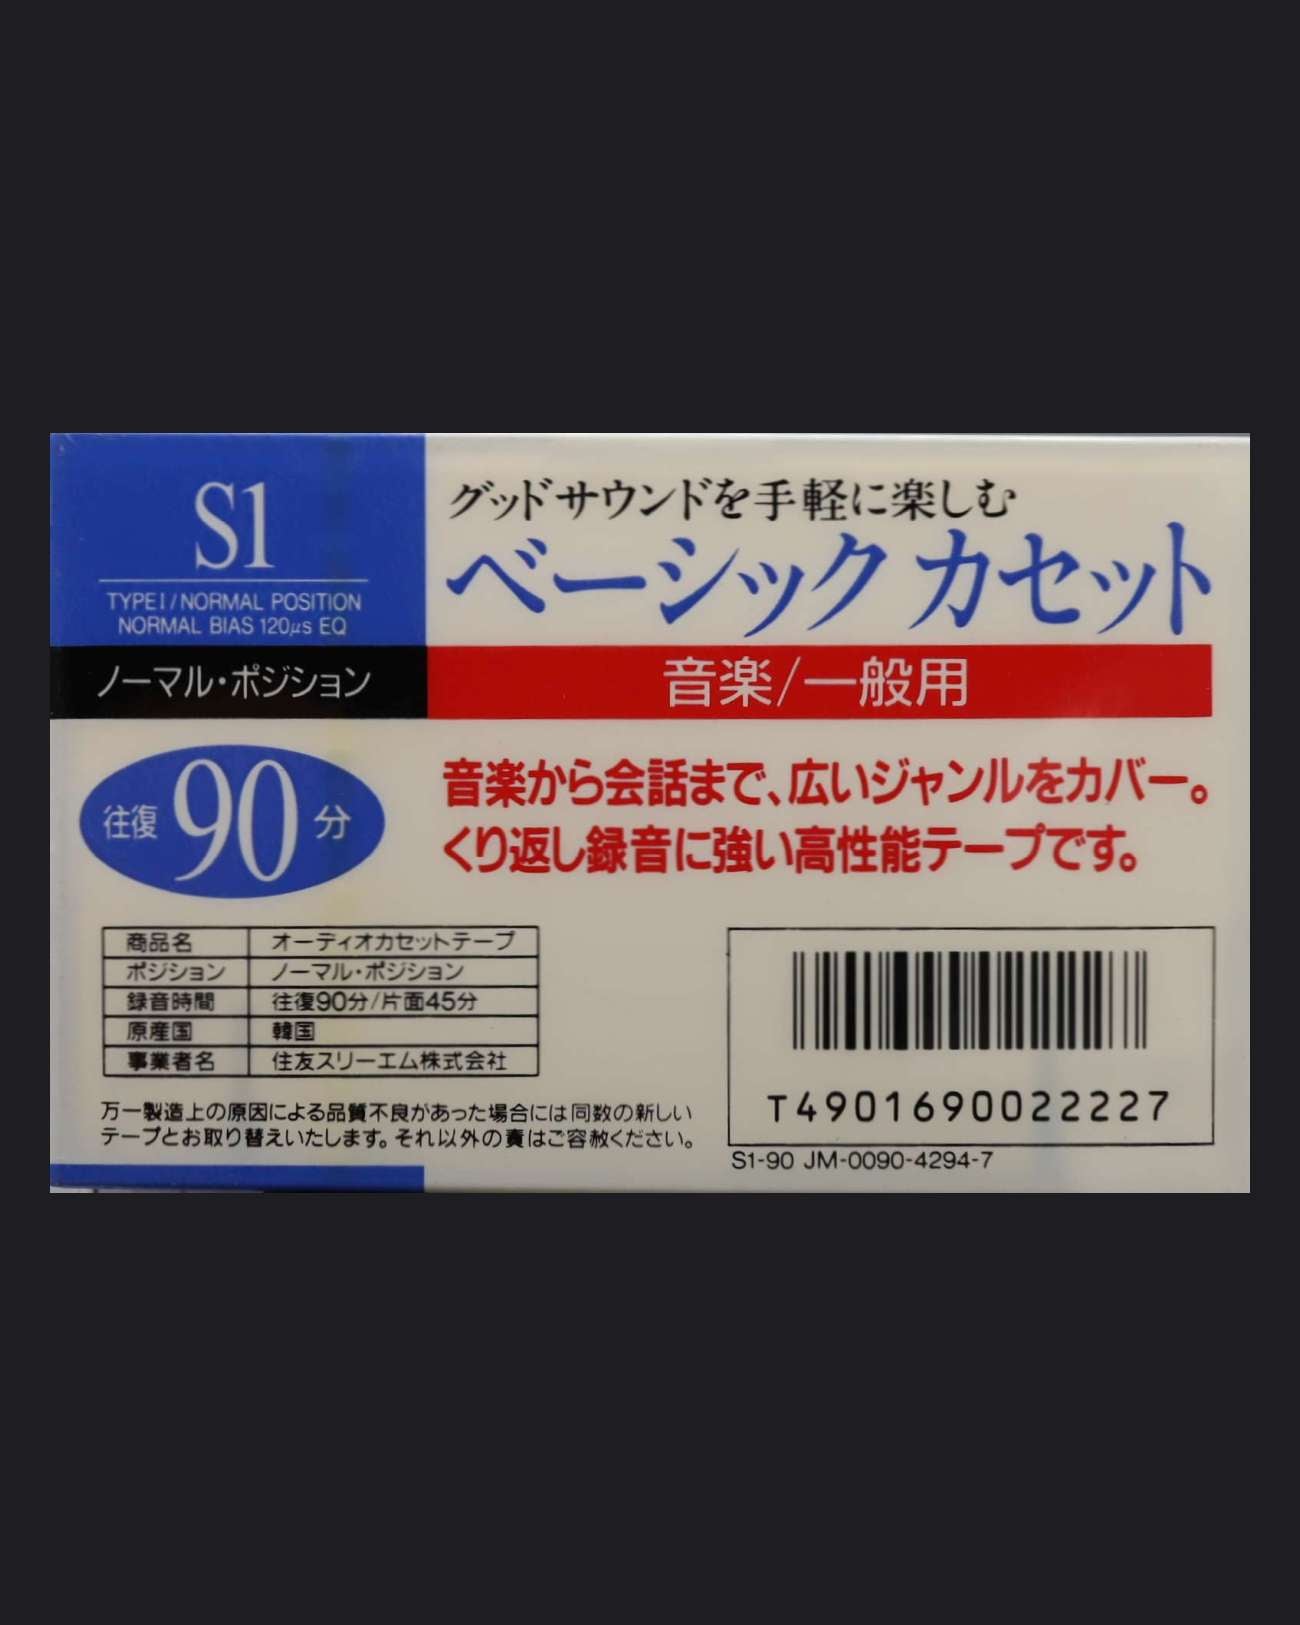 S1
TYPE I/NORMAL POSITION
NORMAL BIAS 120μs EQ
ノーマル・ポジション
グッドサウンドを手軽に楽しむ
ベーシック カセット
音楽/一般用
往復 90 分
音楽から会話まで、広いジャンルをカバー。
くり返し録音に強い高性能テープです。
商品名 オーディオカセットテープ
ポジション ノーマル・ポジション
録音時間 往復90分/片面45分
原産国 韓国
事業者名 住友スリーエム株式会社
万一製造上の原因による品質不良があった場合には同数の新しい
テープとお取り替えいたします。それ以外の責はご容赦ください。
T4901690022227
S1-90 JM-0090-4294-7